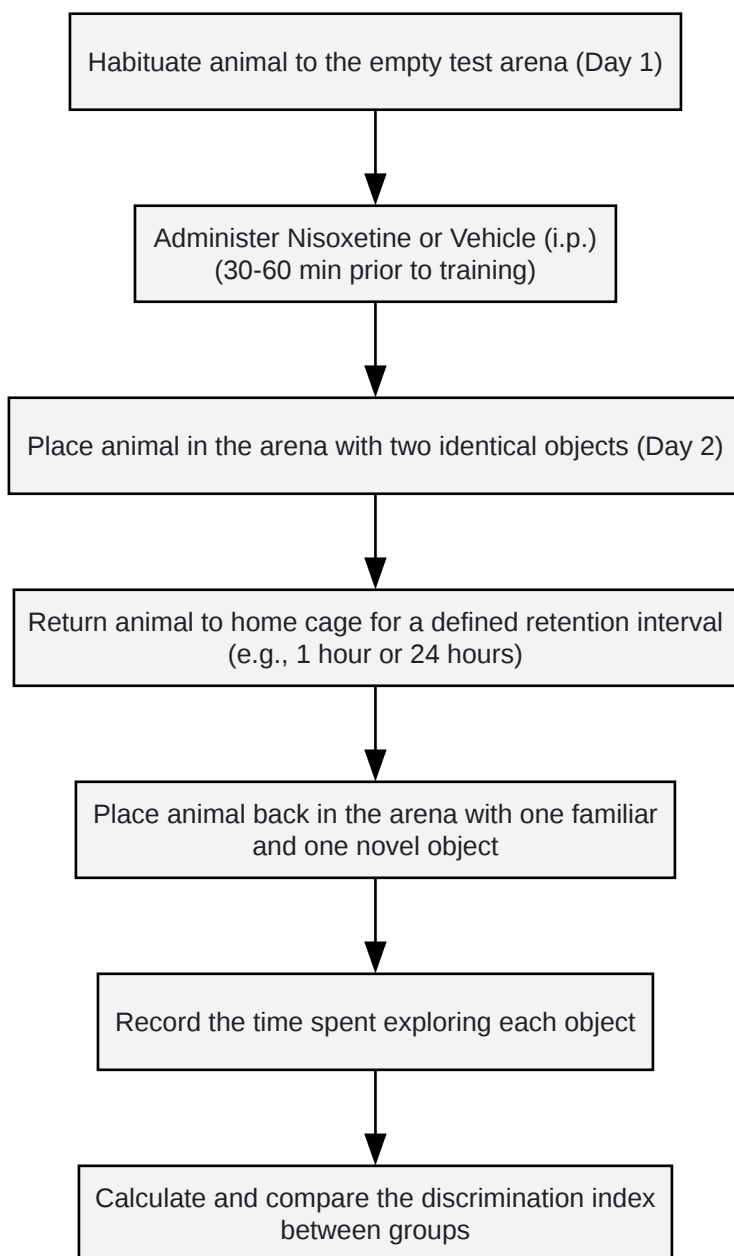 Habituate animal to the empty test arena (Day 1)
Administer Nisoxetine or Vehicle (i.p.)
(30-60 min prior to training)
Place animal in the arena with two identical objects (Day 2)
Return animal to home cage for a defined retention interval
(e.g., 1 hour or 24 hours)
Place animal back in the arena with one familiar
and one novel object
Record the time spent exploring each object
Calculate and compare the discrimination index
between groups